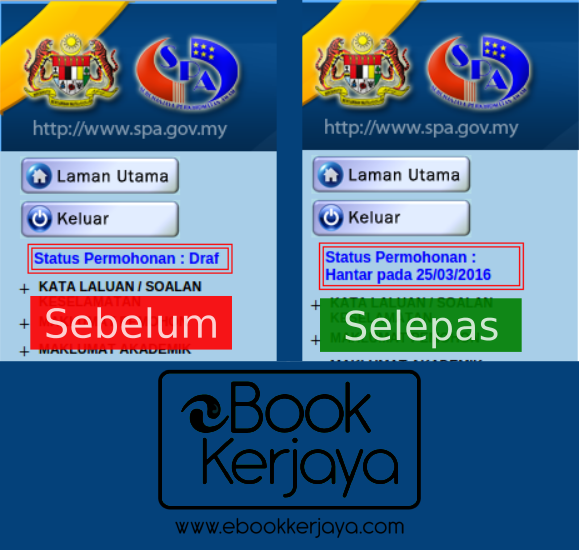 SPA
http://www.spa.gov.my
Laman Utama
Keluar
Status Permohonan : Draf
+ KATA LALUAN / SOALAN
KESELAMATAN
Sebelum
+ MAKLUMAT AKADEMIK
SPA
http://www.spa.gov.my
Laman Utama
Keluar
Status Permohonan :
Hantar pada 25/03/2016
+ KATA LALUAN / SOALAN
Selepas
eBook
Kerjaya
www.ebookkerjaya.com